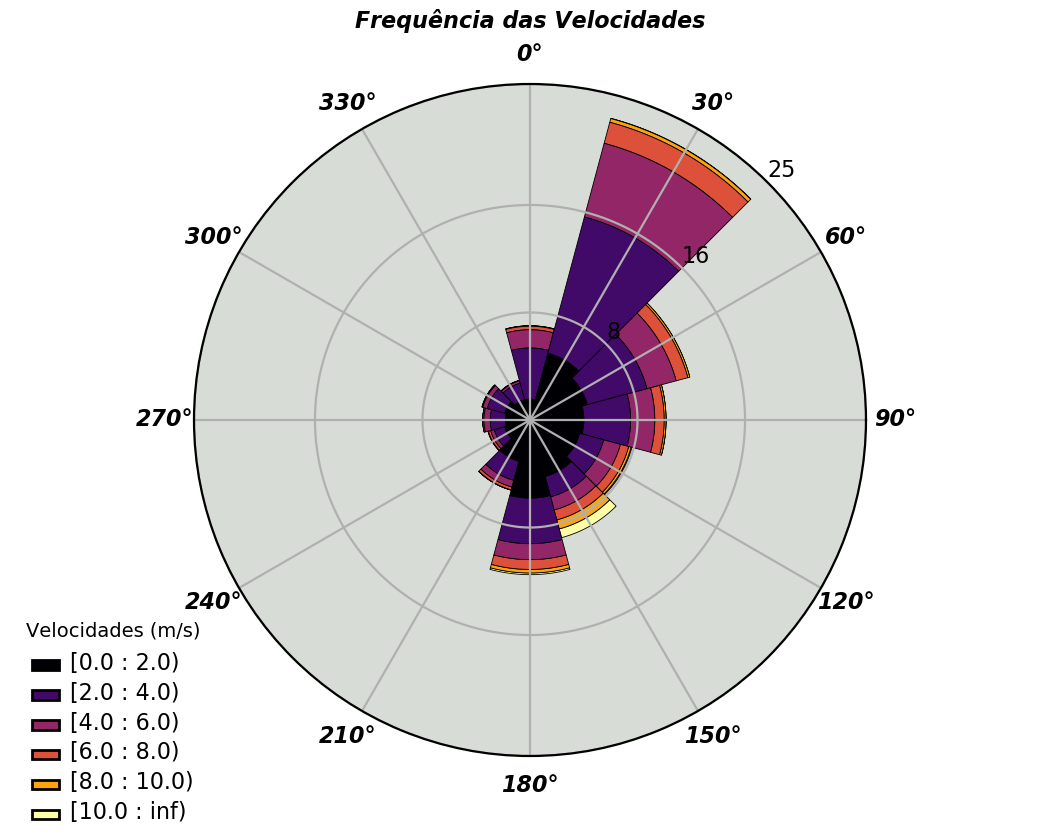 Frequência das Velocidades
0°
330°
30°
25
300°
60°
16
8
270°
90°
240°
120°
210°
150°
180°
Velocidades (m/s)
[0.0 : 2.0)
[2.0 : 4.0)
[4.0 : 6.0)
[6.0 : 8.0)
[8.0 : 10.0)
[10.0 : inf)